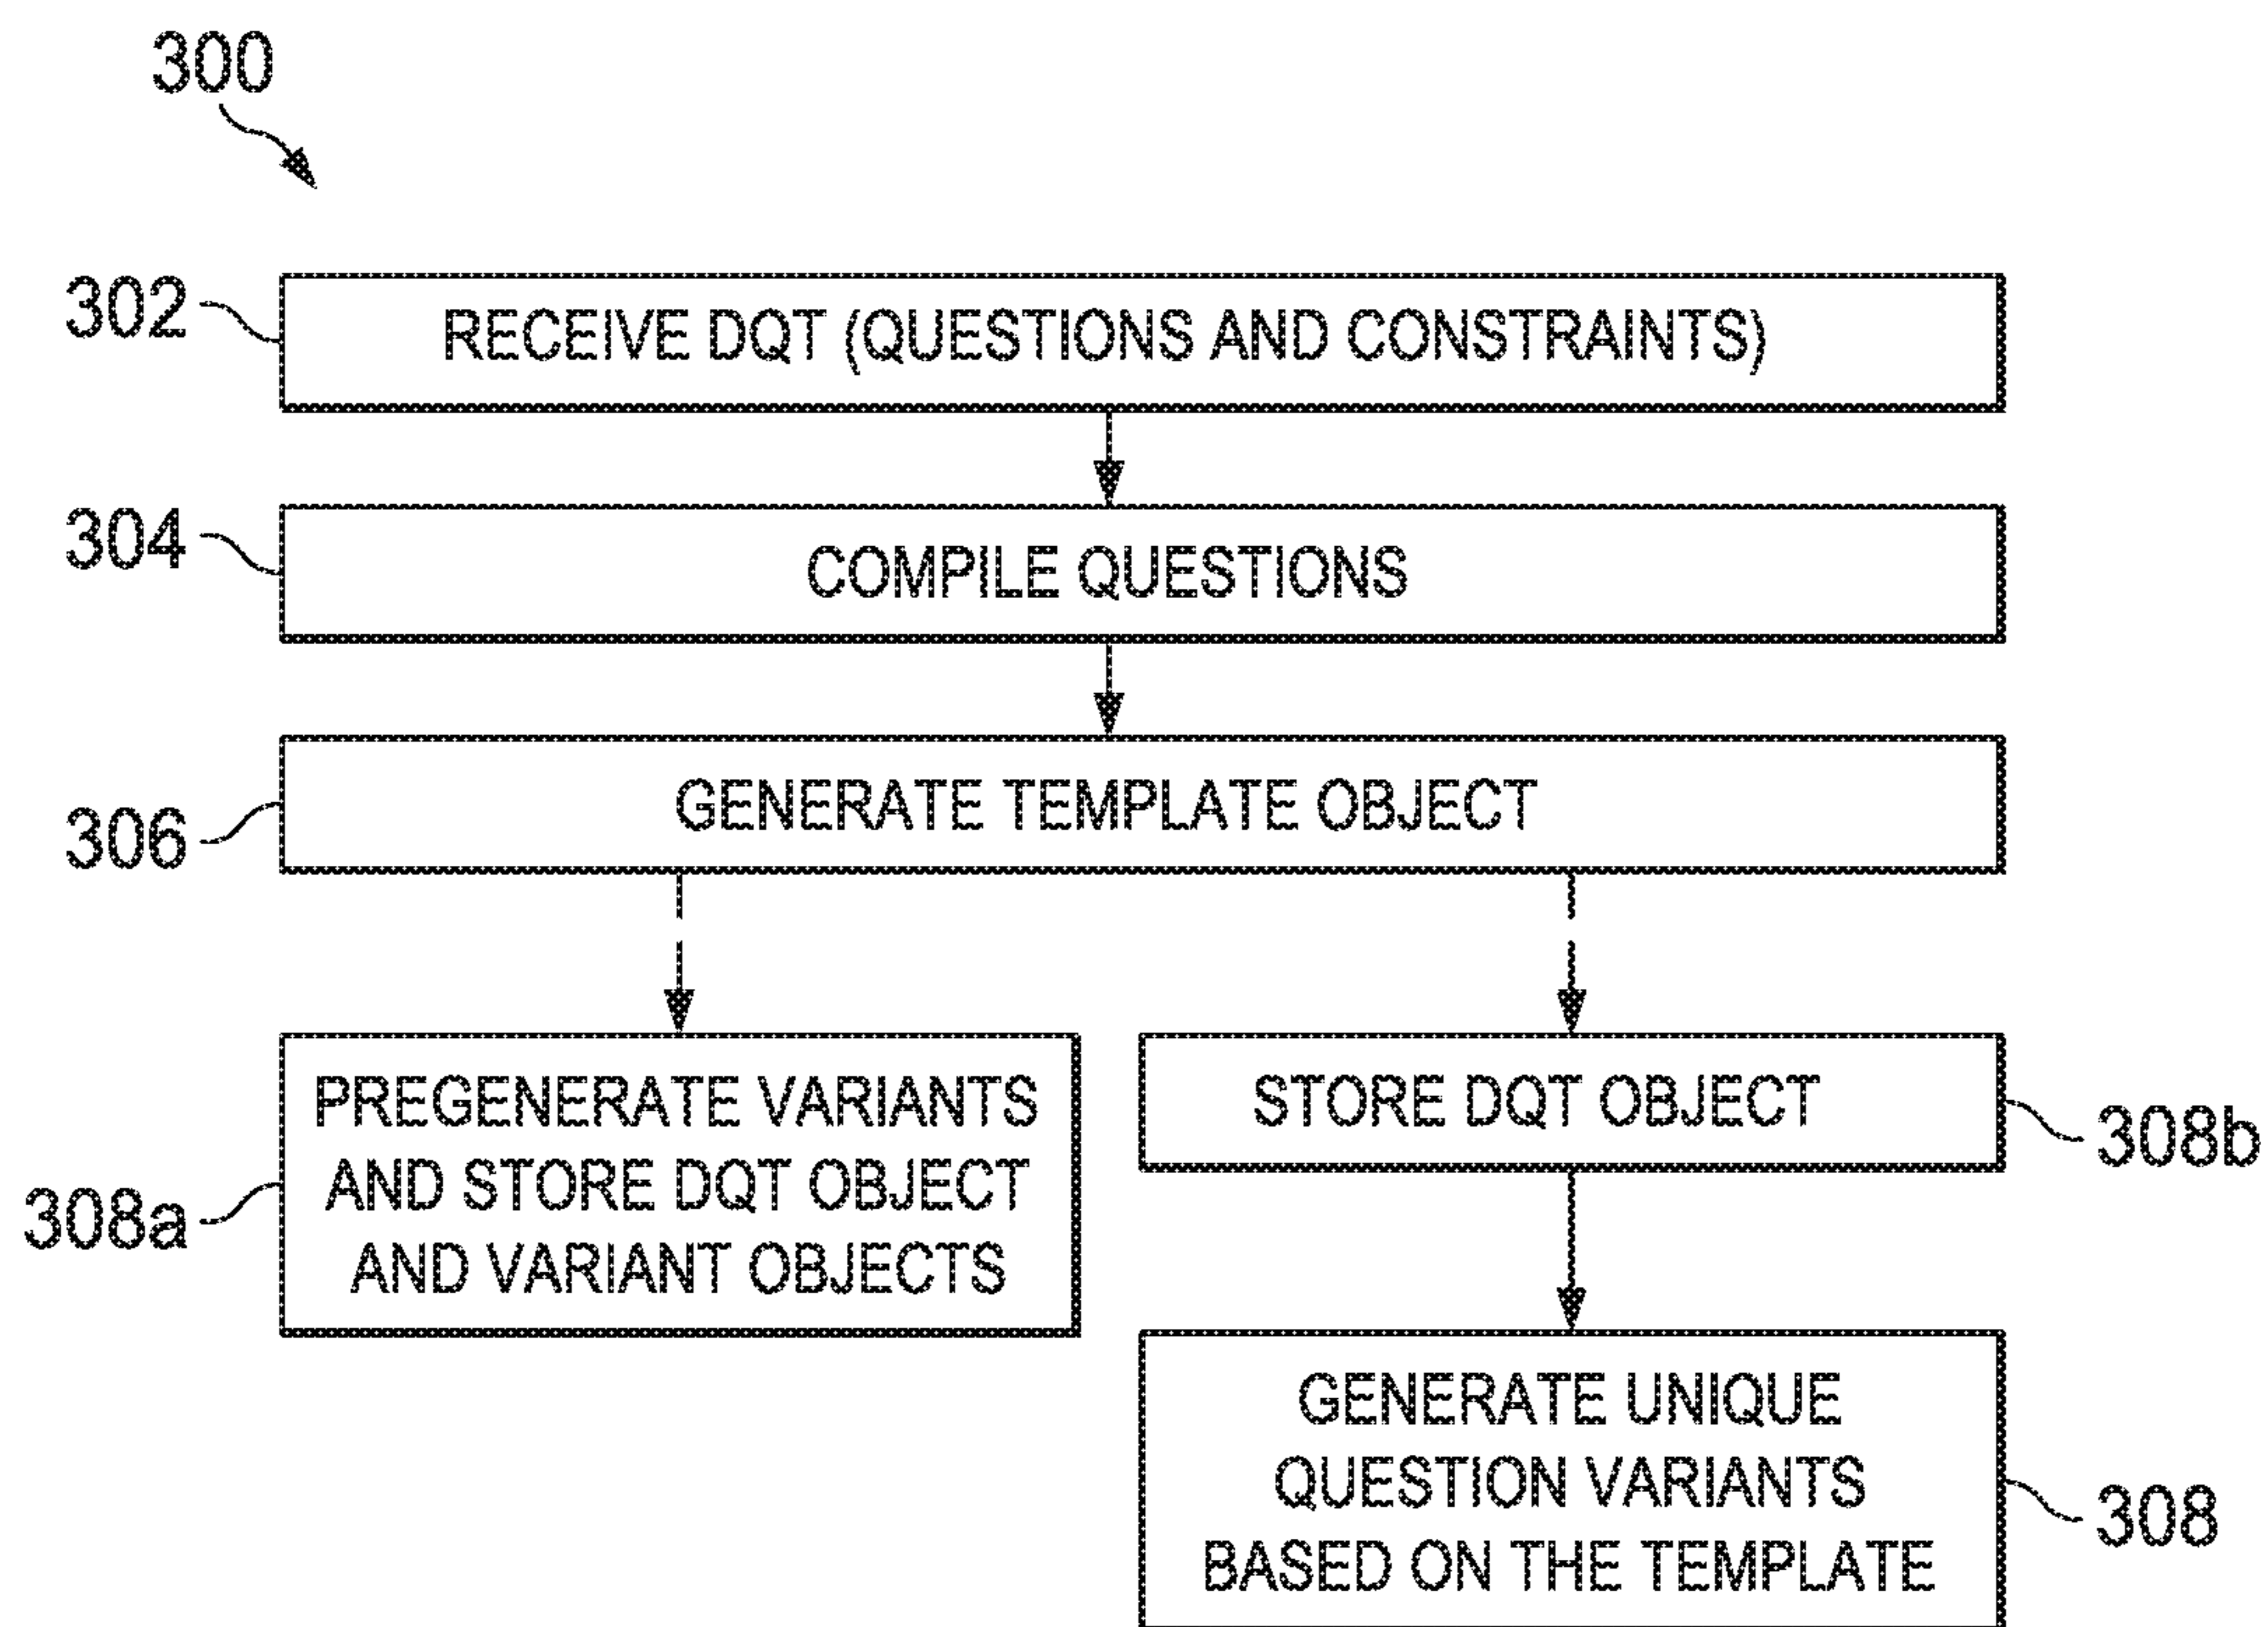 300
302
RECEIVE DQT (QUESTIONS AND CONSTRAINTS)
304
COMPILE QUESTIONS
306
GENERATE TEMPLATE OBJECT
308a
PREGENERATE VARIANTS
AND STORE DQT OBJECT
AND VARIANT OBJECTS
STORE DQT OBJECT
308b
GENERATE UNIQUE
QUESTION VARIANTS
BASED ON THE TEMPLATE
308